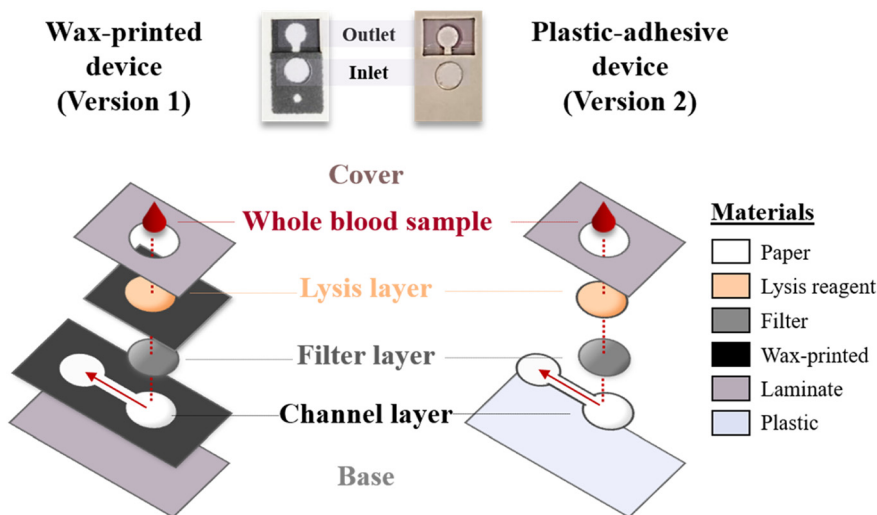 Wax-printed
device
(Version 1)
Outlet
Inlet
Plastic-adhesive
device
(Version 2)
Cover
Whole blood sample
Lysis layer
Filter layer
Channel layer
Base
Materials
Paper
Lysis reagent
Filter
Wax-printed
Laminate
Plastic